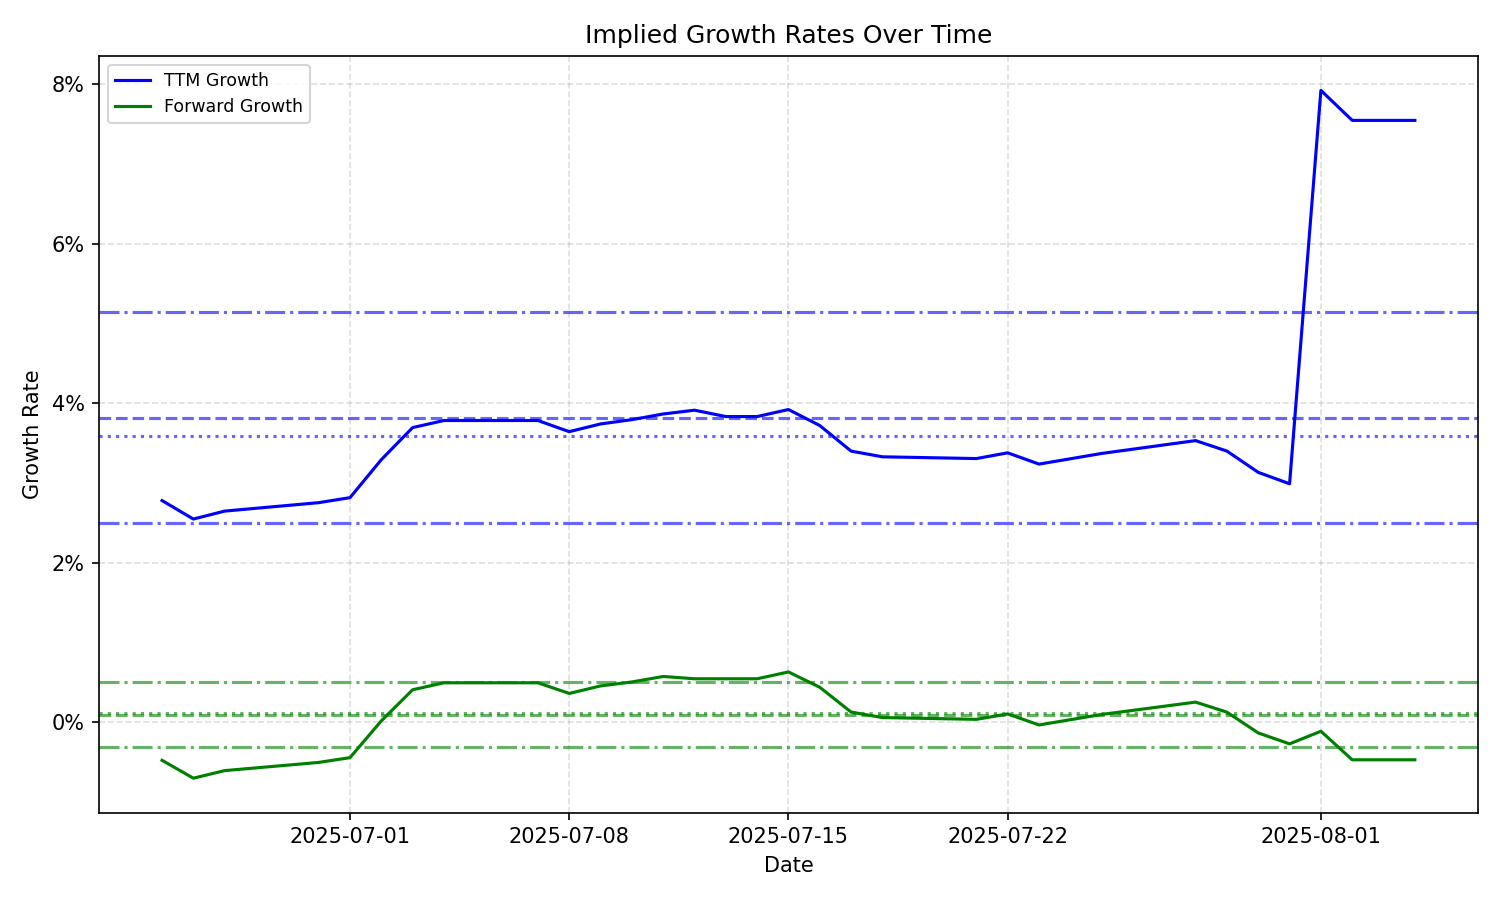 Implied Growth Rates Over Time
TTM Growth
Forward Growth
8%
6%
4%
2%
0%
Growth Rate
2025-07-01
2025-07-08
2025-07-15
2025-07-22
2025-08-01
Date